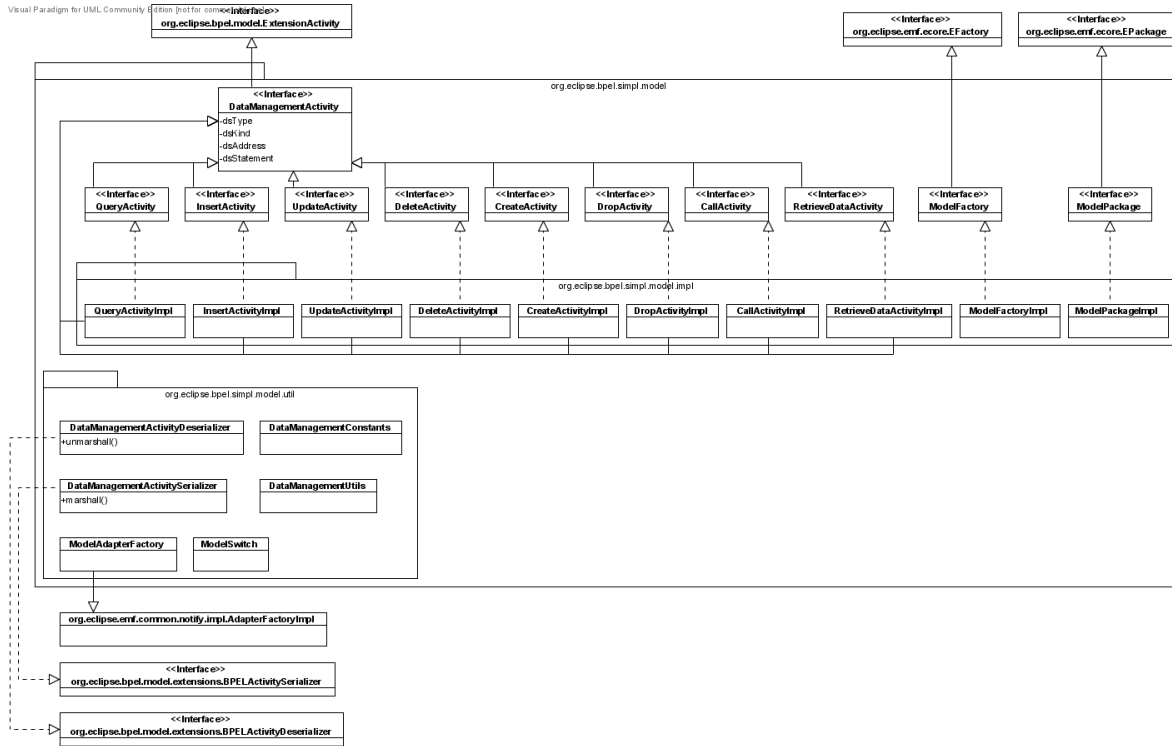 Visual Paradigm for UML Community Edition [not for comme
<<Interface>>
org.eclipse.bpel.model.ExtensionActivity
<<Interface>>
org.eclipse.emf.ecore.EFactory
<<Interface>>
org.eclipse.emf.ecore.EPackage
org.eclipse.bpel.simpl.model
<<Interface>>
DataManagementActivity
-dsType
-dsKind
-dsAddress
-dsStatement
<<Interface>>
QueryActivity
<<Interface>>
InsertActivity
<<Interface>>
UpdateActivity
<<Interface>>
DeleteActivity
<<Interface>>
CreateActivity
<<Interface>>
DropActivity
<<Interface>>
CallActivity
<<Interface>>
RetrieveDataActivity
<<Interface>>
ModelFactory
<<Interface>>
ModelPackage
org.eclipse.bpel.simpl.model.impl
QueryActivityImpl
InsertActivityImpl
UpdateActivityImpl
DeleteActivityImpl
CreateActivityImpl
DropActivityImpl
CallActivityImpl
RetrieveDataActivityImpl
ModelFactoryImpl
ModelPackageImpl
org.eclipse.bpel.simpl.model.util
DataManagementActivityDeserializer
+unmarshall()
DataManagementConstants
DataManagementActivitySerializer
+marshall()
DataManagementUtils
ModelAdapterFactory
ModelSwitch
org.eclipse.emf.common.notify.impl.AdapterFactoryImpl
<<Interface>>
org.eclipse.bpel.model.extensions.BPELActivitySerializer
<<Interface>>
org.eclipse.bpel.model.extensions.BPELActivityDeserializer